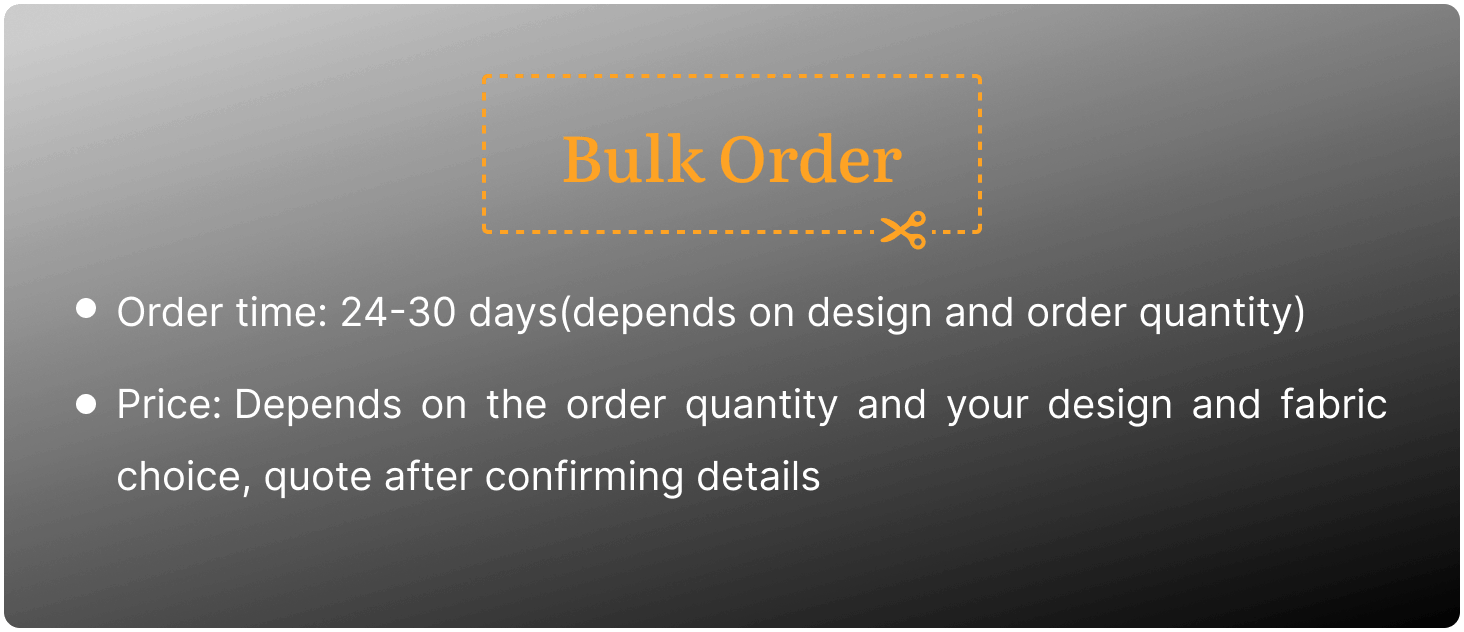 Bulk Order
Order time: 24-30 days(depends on design and order quantity)
Price: Depends on the order quantity and your design and fabric
choice, quote after confirming details